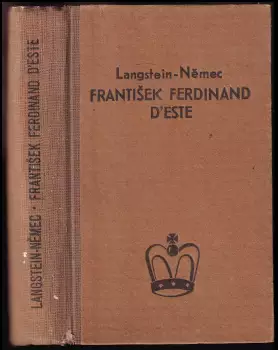 LANGSTEIN-NĚMEC • FRANTIŠEK FERDINAND D'ESTE
Langstein-Němec
FRANTIŠEK FERDINAND
D'ESTE